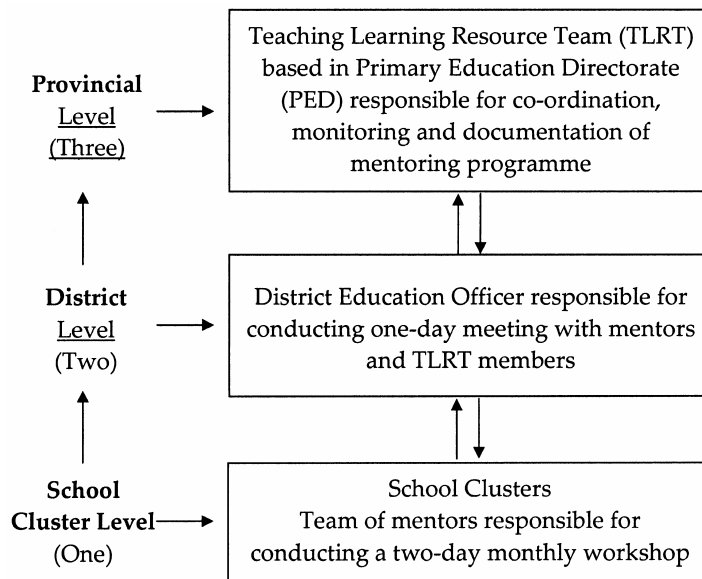 Provincial
Level
(Three)
Teaching Learning Resource Team (TLRT)
based in Primary Education Directorate
(PED) responsible for co-ordination,
monitoring and documentation of
mentoring programme
District
Level
(Two)
District Education Officer responsible for
conducting one-day meeting with mentors
and TLRT members
School
Cluster Level
(One)
School Clusters
Team of mentors responsible for
conducting a two-day monthly workshop